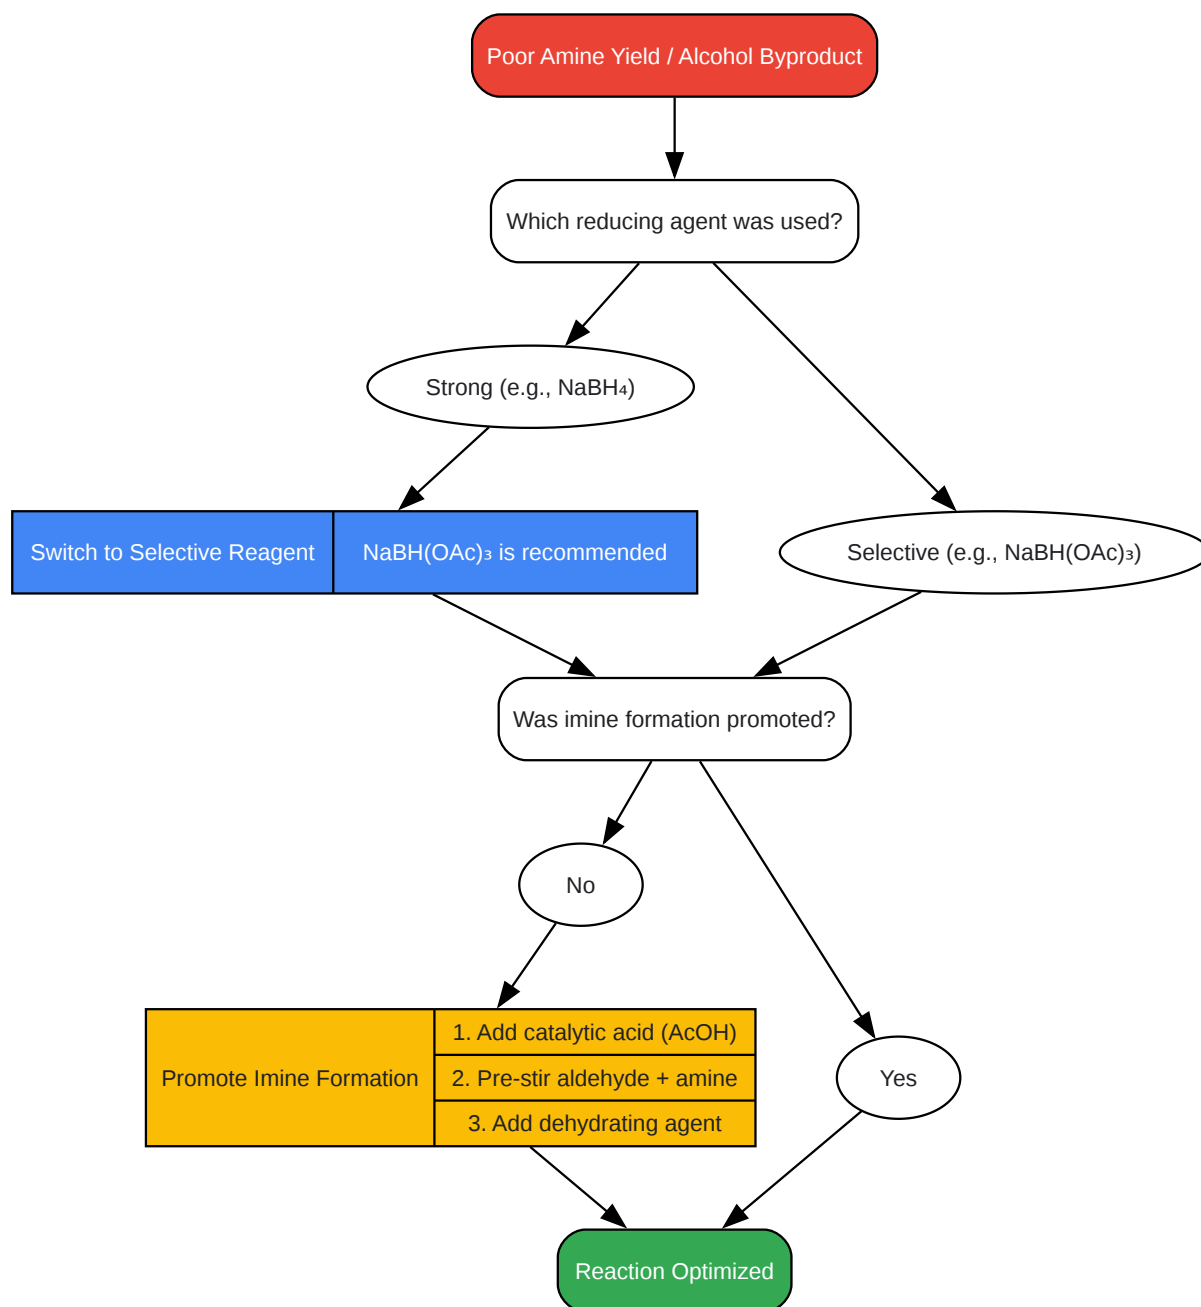 Poor Amine Yield / Alcohol Byproduct
Which reducing agent was used?
Strong (e.g., NaBH₄)
Switch to Selective Reagent
NaBH(OAc)₃ is recommended
Selective (e.g., NaBH(OAc)₃)
Was imine formation promoted?
No
Promote Imine Formation
1. Add catalytic acid (AcOH)
2. Pre-stir aldehyde + amine
3. Add dehydrating agent
Yes
Reaction Optimized